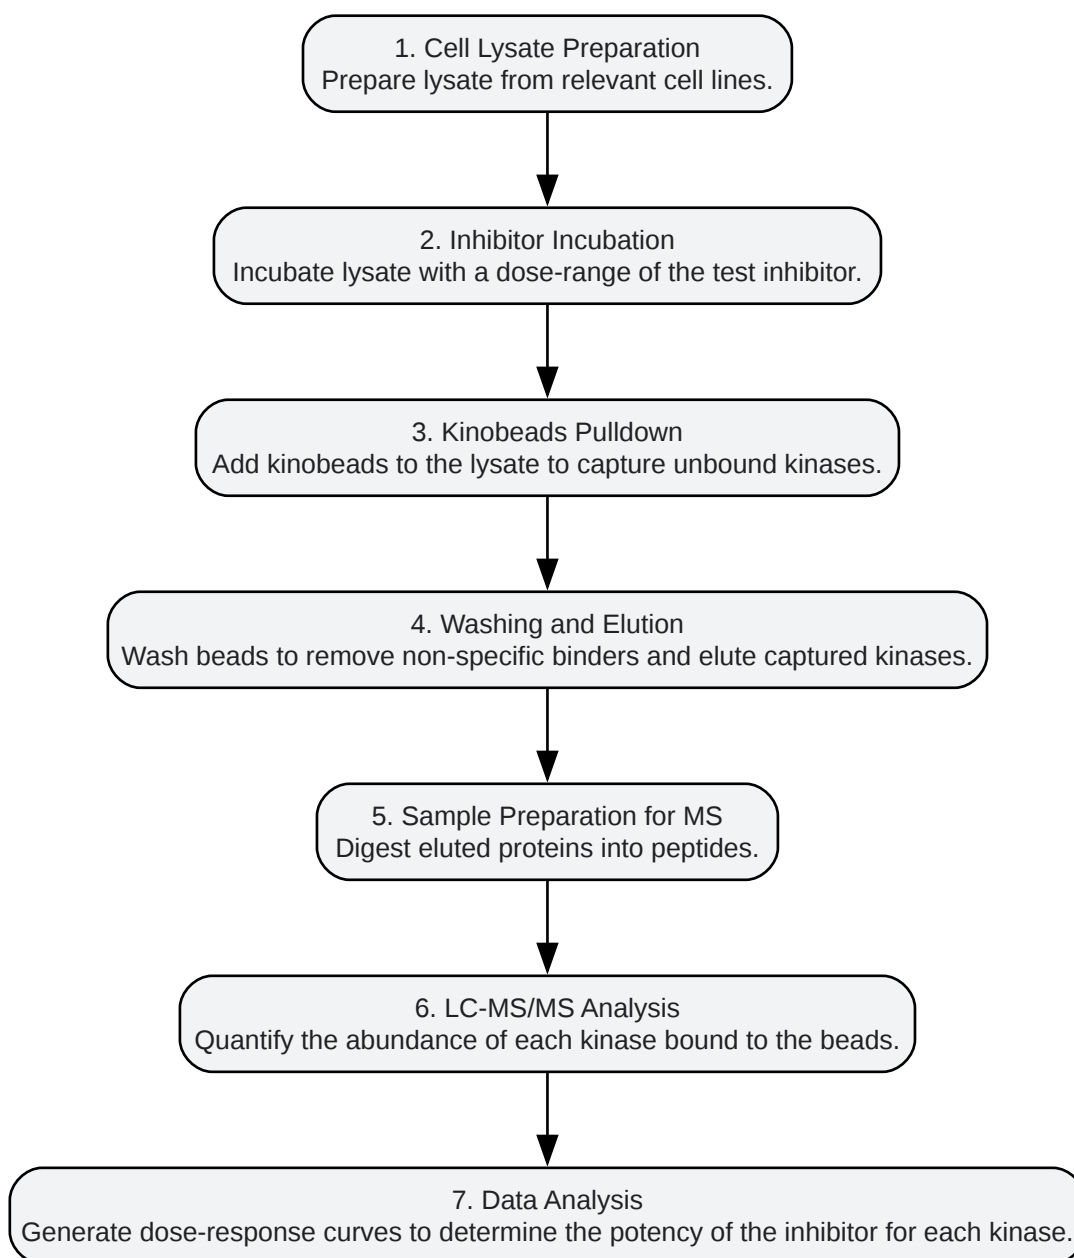 1. Cell Lysate Preparation
Prepare lysate from relevant cell lines.
2. Inhibitor Incubation
Incubate lysate with a dose-range of the test inhibitor.
3. Kinobeads Pulldown
Add kinobeads to the lysate to capture unbound kinases.
4. Washing and Elution
Wash beads to remove non-specific binders and elute captured kinases.
5. Sample Preparation for MS
Digest eluted proteins into peptides.
6. LC-MS/MS Analysis
Quantify the abundance of each kinase bound to the beads.
7. Data Analysis
Generate dose-response curves to determine the potency of the inhibitor for each kinase.